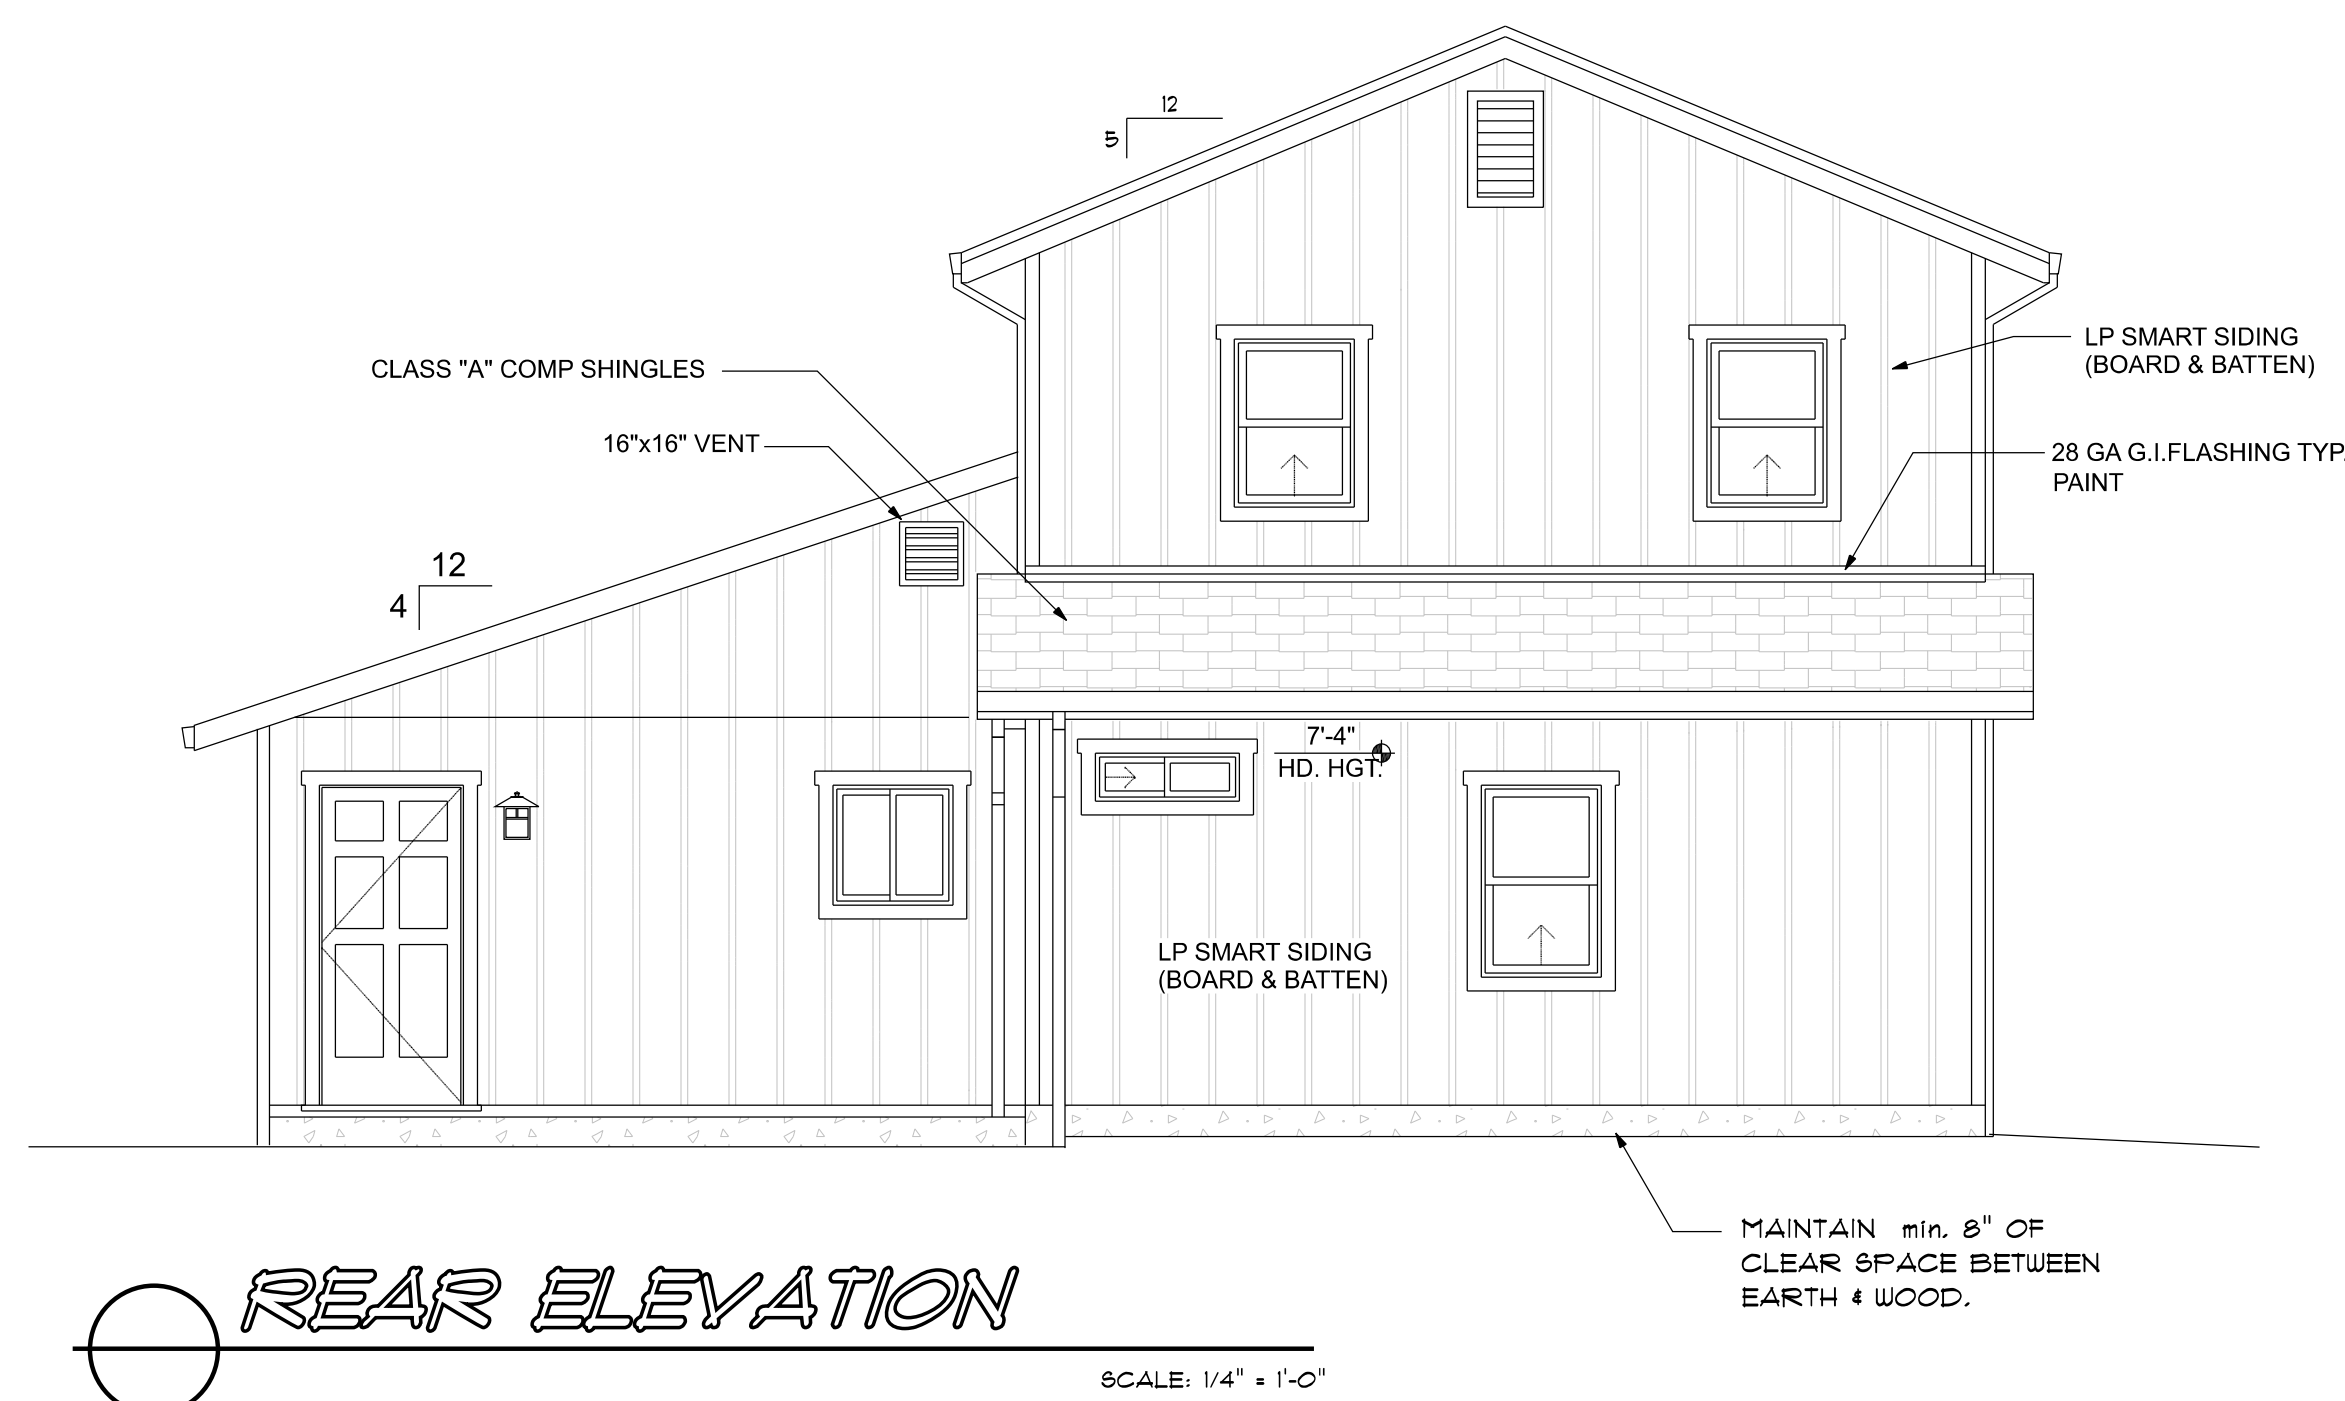 12
5
LP SMART SIDING
(BOARD & BATTEN)
CLASS "A" COMP SHINGLES
16"x16" VENT
28 GA G.I.FLASHING TYP.
PAINT
12
4
7'-4"
HD. HGT.
LP SMART SIDING
(BOARD & BATTEN)
MAINTAIN min. 8" OF
CLEAR SPACE BETWEEN
EARTH & WOOD.
REAR ELEVATION
SCALE: 1/4" = 1'-0"